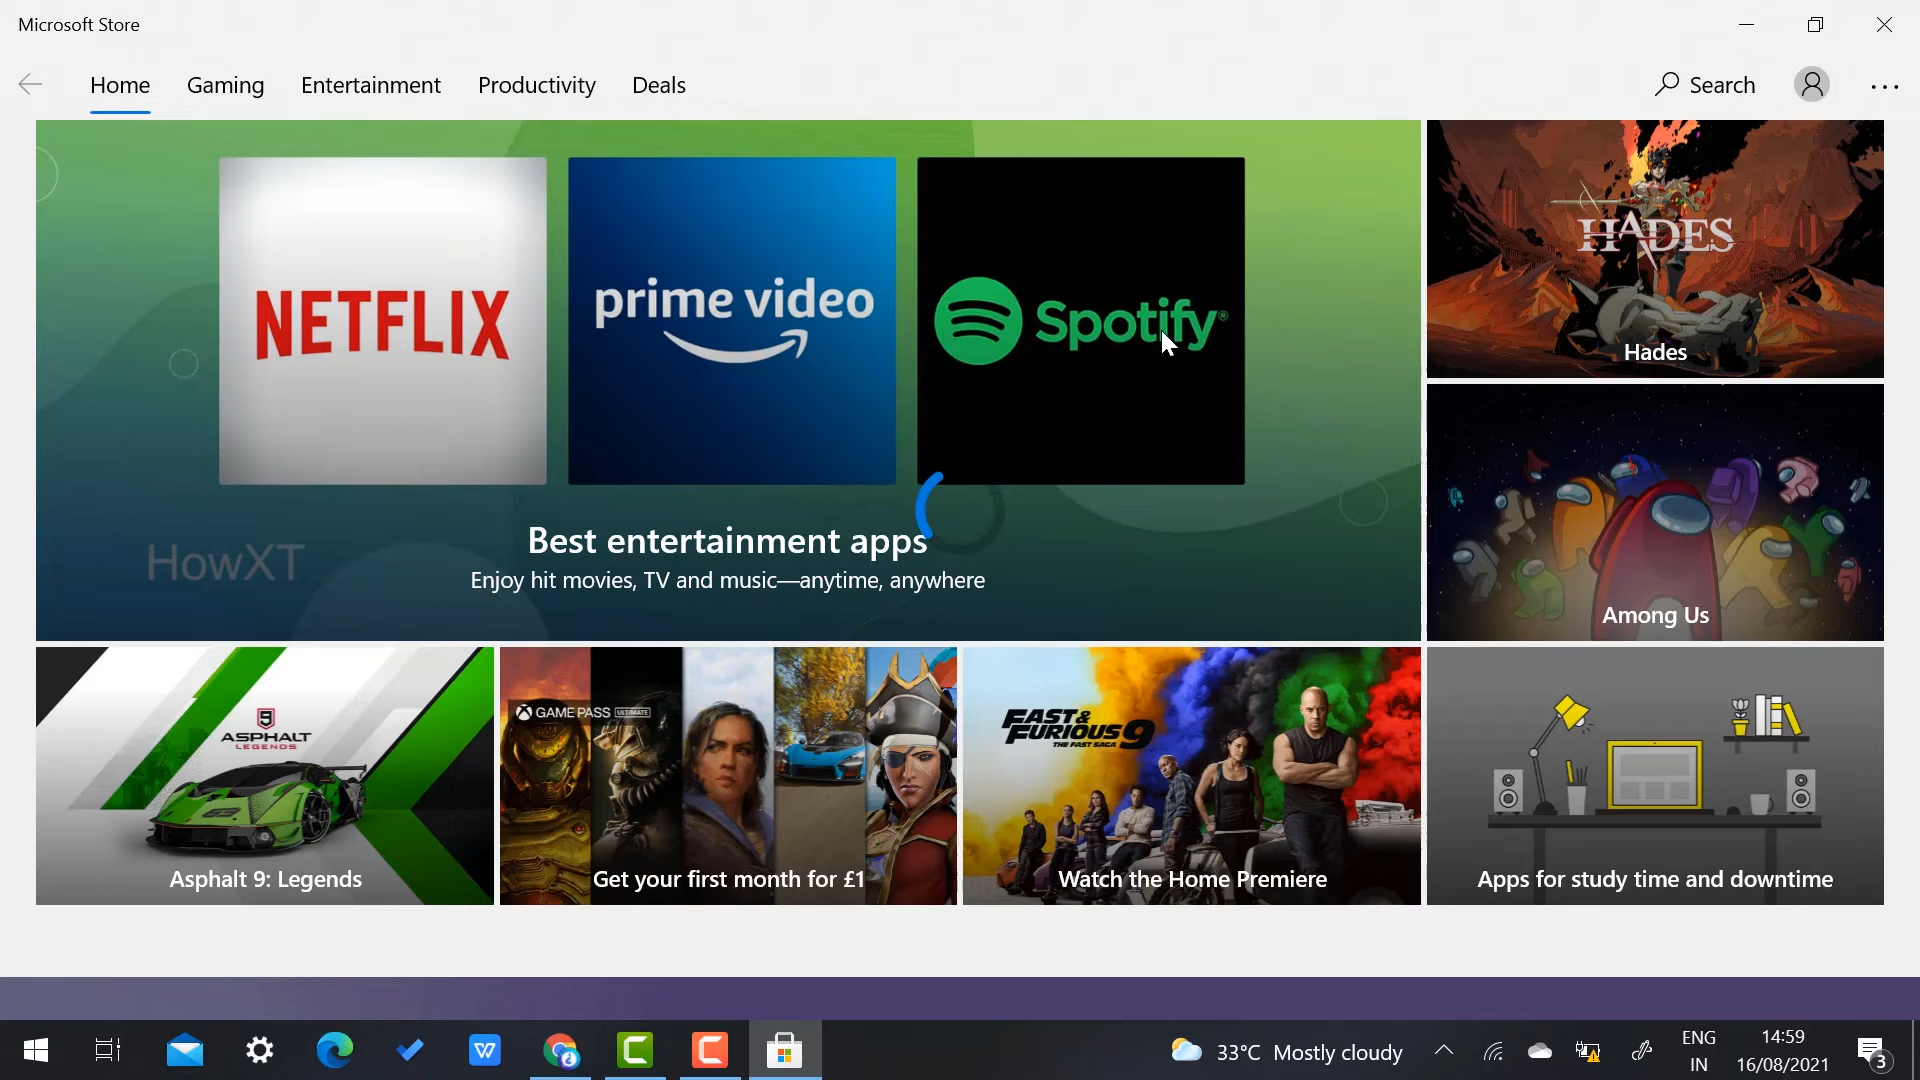 Microsoft Store
Home Gaming Entertainment Productivity Deals
Search
NETFLIX
prime video
Spotify®
HADES
Hades
Best entertainment apps
Enjoy hit movies, TV and music—anytime, anywhere
HowXT
Among Us
ASPHALT
LEGENDS
9
Asphalt 9: Legends
GAME PASS ULTIMATE
Get your first month for £1
FAST &
FURIOUS 9
THE FAST SAGA
Watch the Home Premiere
Apps for study time and downtime
W
33°C Mostly cloudy
ENG
IN
14:59
16/08/2021
3